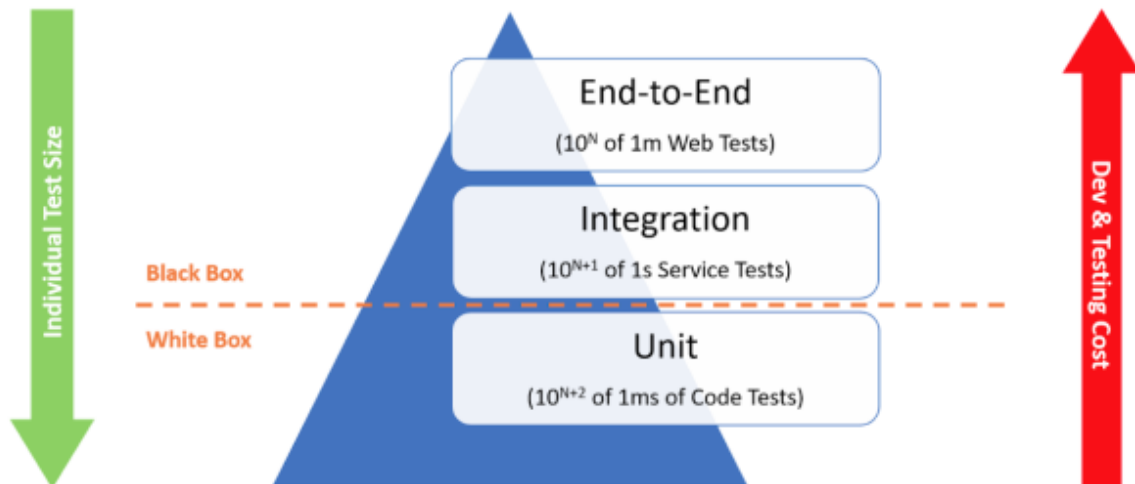 Individual Test Size
End-to-End
(10ᴺ of 1m Web Tests)
Integration
(10ᴺ⁺¹ of 1s Service Tests)
Black Box
White Box
Unit
(10ᴺ⁺² of 1ms of Code Tests)
Dev & Testing Cost